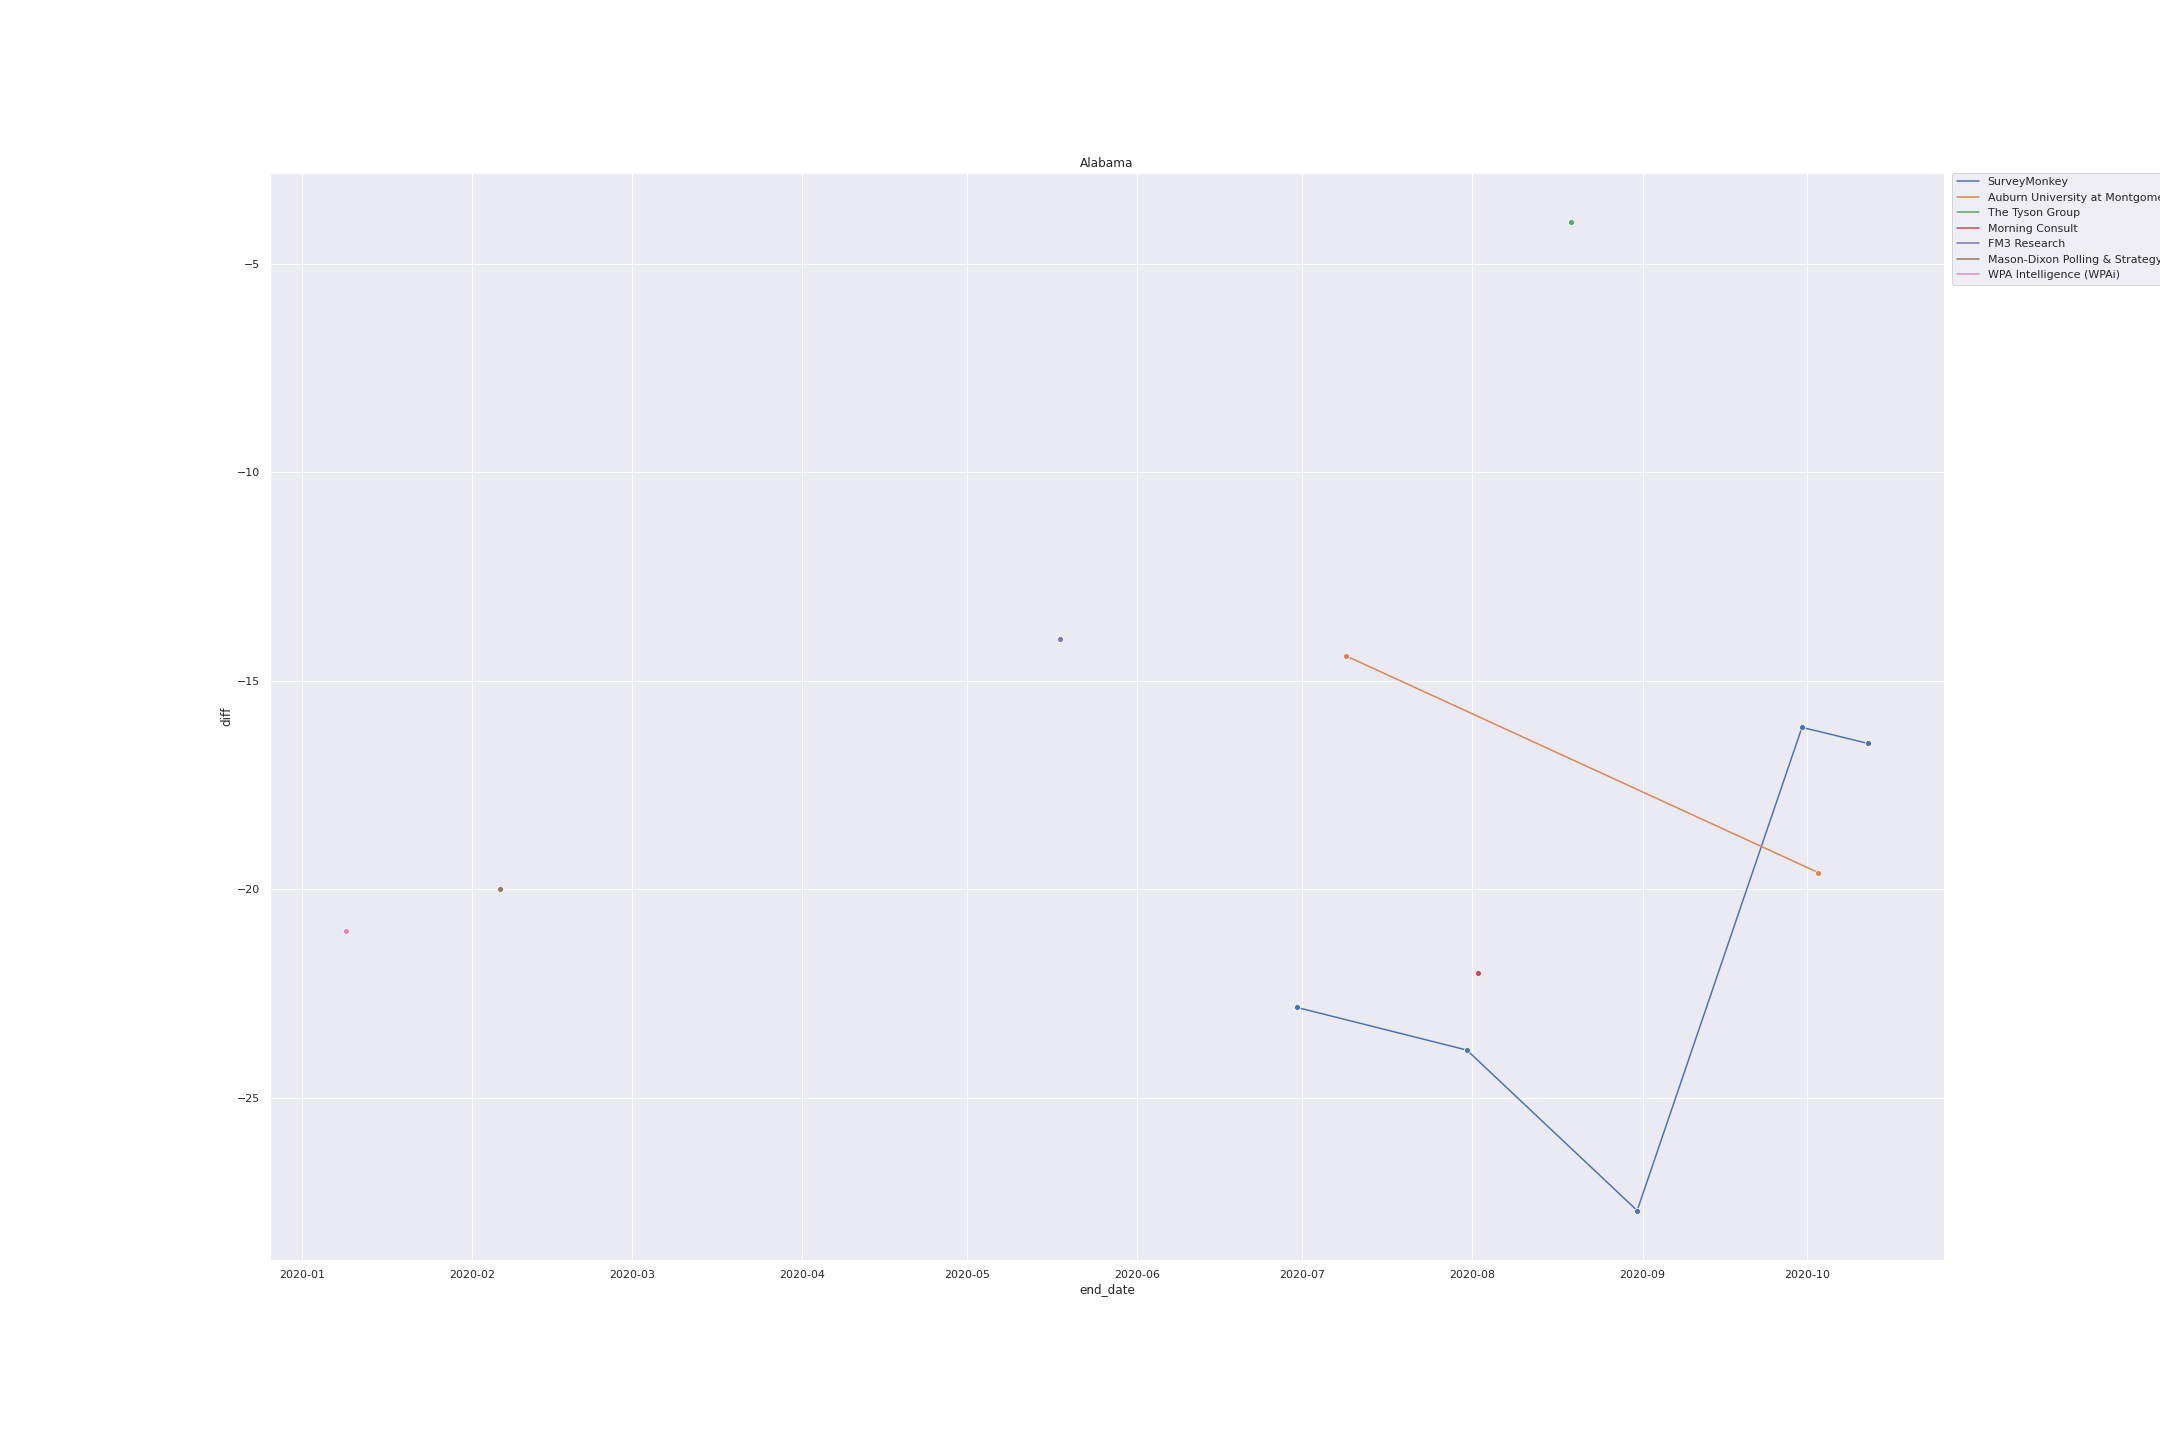 Alabama
SurveyMonkey
Auburn University at Montgome
The Tyson Group
Morning Consult
FM3 Research
Mason-Dixon Polling & Strategy
WPA Intelligence (WPAi)
−5
−10
−15
−20
−25
diff
2020-01 2020-02 2020-03 2020-04 2020-05 2020-06 2020-07 2020-08 2020-09 2020-10
end_date